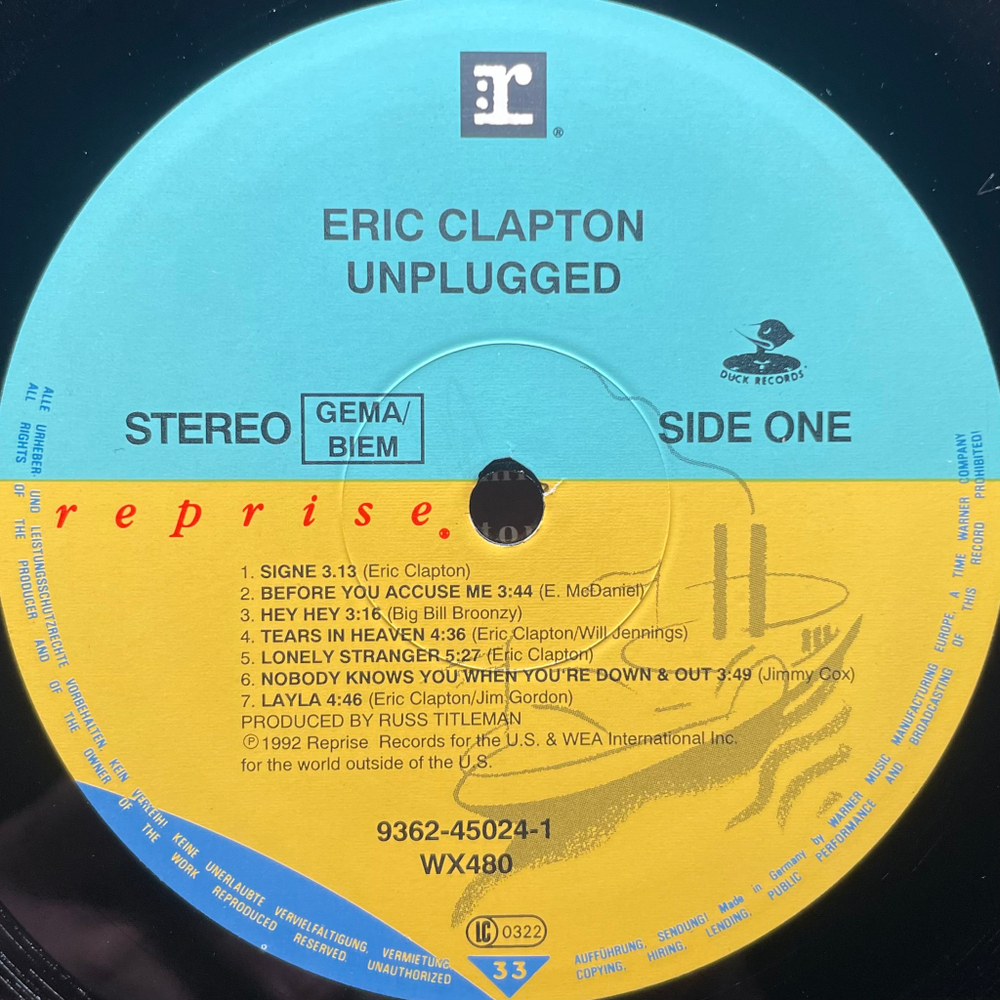 r
®
ERIC CLAPTON
UNPLUGGED
DUCK RECORDS
STEREO
GEMA/
BIEM
SIDE ONE
reprise®
1. SIGNE 3.13 (Eric Clapton)
2. BEFORE YOU ACCUSE ME 3:44 (E. McDaniel)
3. HEY HEY 3:16 (Big Bill Broonzy)
4. TEARS IN HEAVEN 4:36 (Eric Clapton/Will Jennings)
5. LONELY STRANGER 5:27 (Eric Clapton)
6. NOBODY KNOWS YOU WHEN YOU'RE DOWN & OUT 3:49 (Jimmy Cox)
7. LAYLA 4:46 (Eric Clapton/Jim Gordon)
PRODUCED BY RUSS TITLEMAN
℗1992 Reprise Records for the U.S. & WEA International Inc.
for the world outside of the U.S.
9362-45024-1
WX480
LC 0322
33
ALLE URHEBER- UND LEISTUNGSSCHUTZRECHTE VORBEHALTEN. KEIN VERLEIH! KEINE UNERLAUBTE VERVIELFÄLTIGUNG, VERMIETUNG, AUFFÜHRUNG, SENDUNG! Made in Germany by WARNER MUSIC MANUFACTURING EUROPE, A TIME WARNER COMPANY
ALL RIGHTS OF THE PRODUCER AND OF THE OWNER OF THE WORK REPRODUCED RESERVED. UNAUTHORIZED COPYING, HIRING, LENDING, PUBLIC PERFORMANCE AND BROADCASTING OF THIS RECORD PROHIBITED!